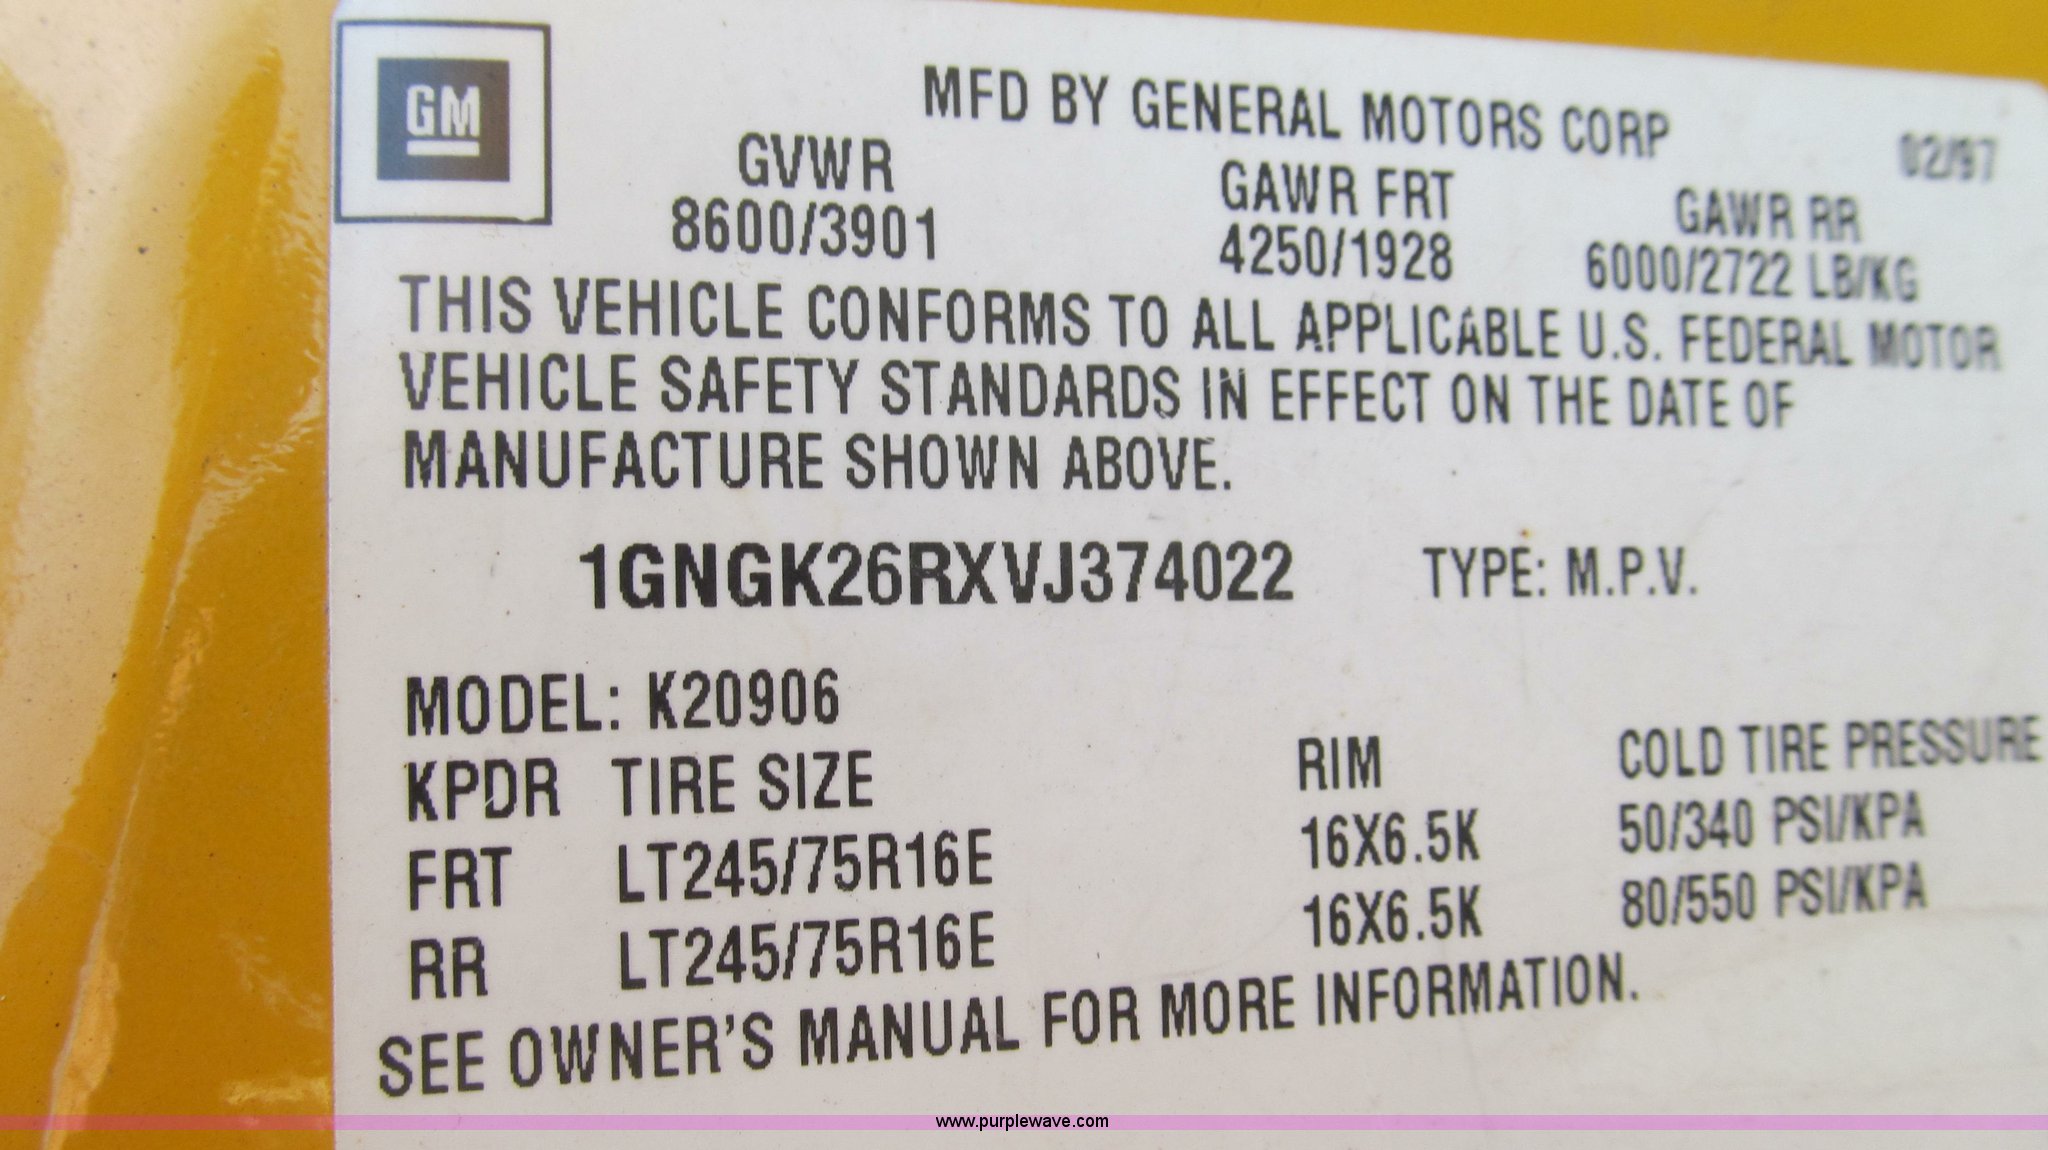 GM
MFD BY GENERAL MOTORS CORP 02/97
GVWR GAWR FRT GAWR RR
8600/3901 4250/1928 6000/2722 LB/KG
THIS VEHICLE CONFORMS TO ALL APPLICABLE U.S. FEDERAL MOTOR
VEHICLE SAFETY STANDARDS IN EFFECT ON THE DATE OF
MANUFACTURE SHOWN ABOVE.
1GNGK26RXVJ374022 TYPE: M.P.V.
MODEL: K20906
KPDR TIRE SIZE RIM COLD TIRE PRESSURE
FRT LT245/75R16E 16X6.5K 50/340 PSI/KPA
RR LT245/75R16E 16X6.5K 80/550 PSI/KPA
SEE OWNER'S MANUAL FOR MORE INFORMATION.
www.purplewave.com